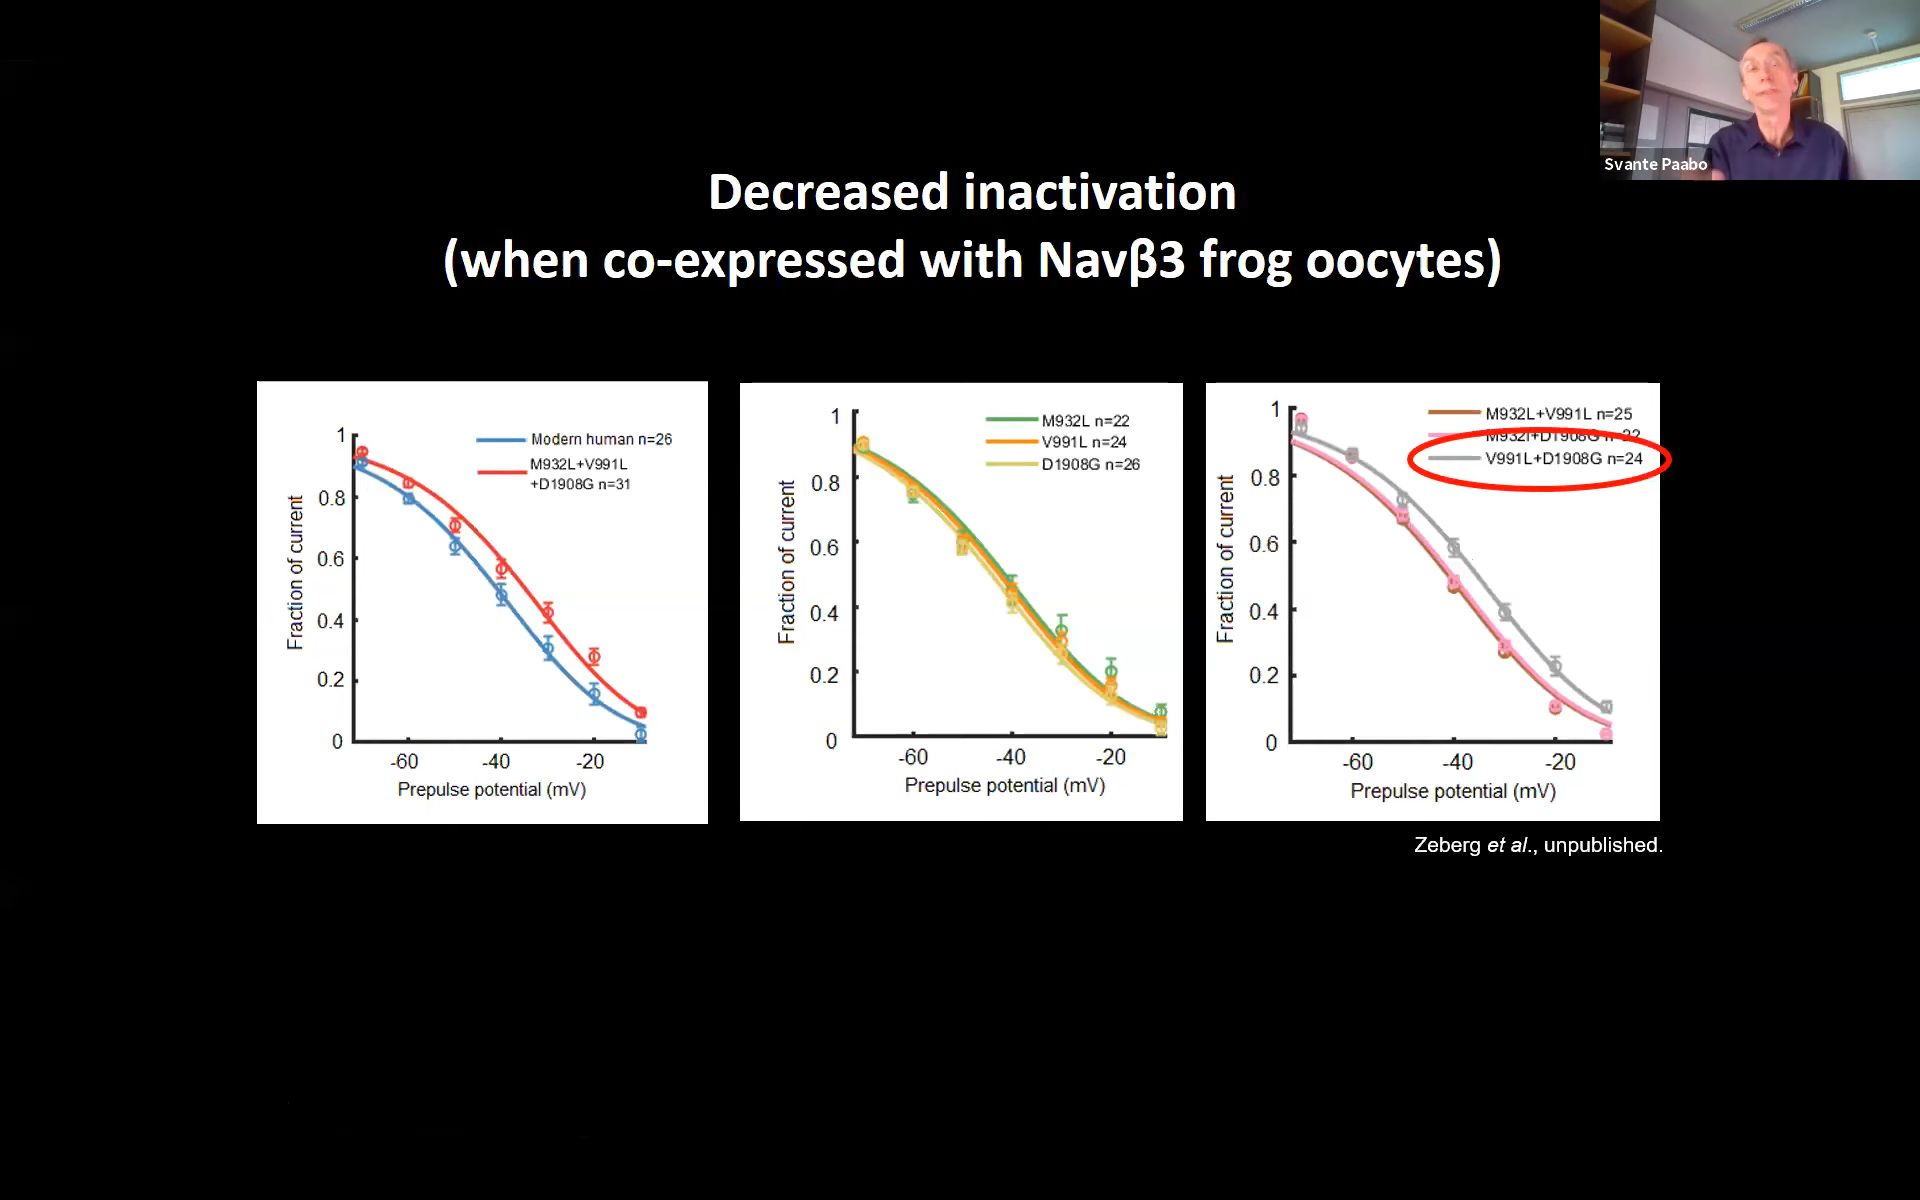 Svante Paabo
Decreased inactivation
(when co-expressed with Navβ3 frog oocytes)
1
0.8
0.6
0.4
0.2
0
Fraction of current
-60 -40 -20
Prepulse potential (mV)
Modern human n=26
M932L+V991L
+D1908G n=31
1
0.8
0.6
0.4
0.2
0
Fraction of current
-60 -40 -20
Prepulse potential (mV)
M932L n=22
V991L n=24
D1908G n=26
1
0.8
0.6
0.4
0.2
0
Fraction of current
-60 -40 -20
Prepulse potential (mV)
M932L+V991L n=25
M932l+D1908G n=22
V991L+D1908G n=24
Zeberg et al., unpublished.